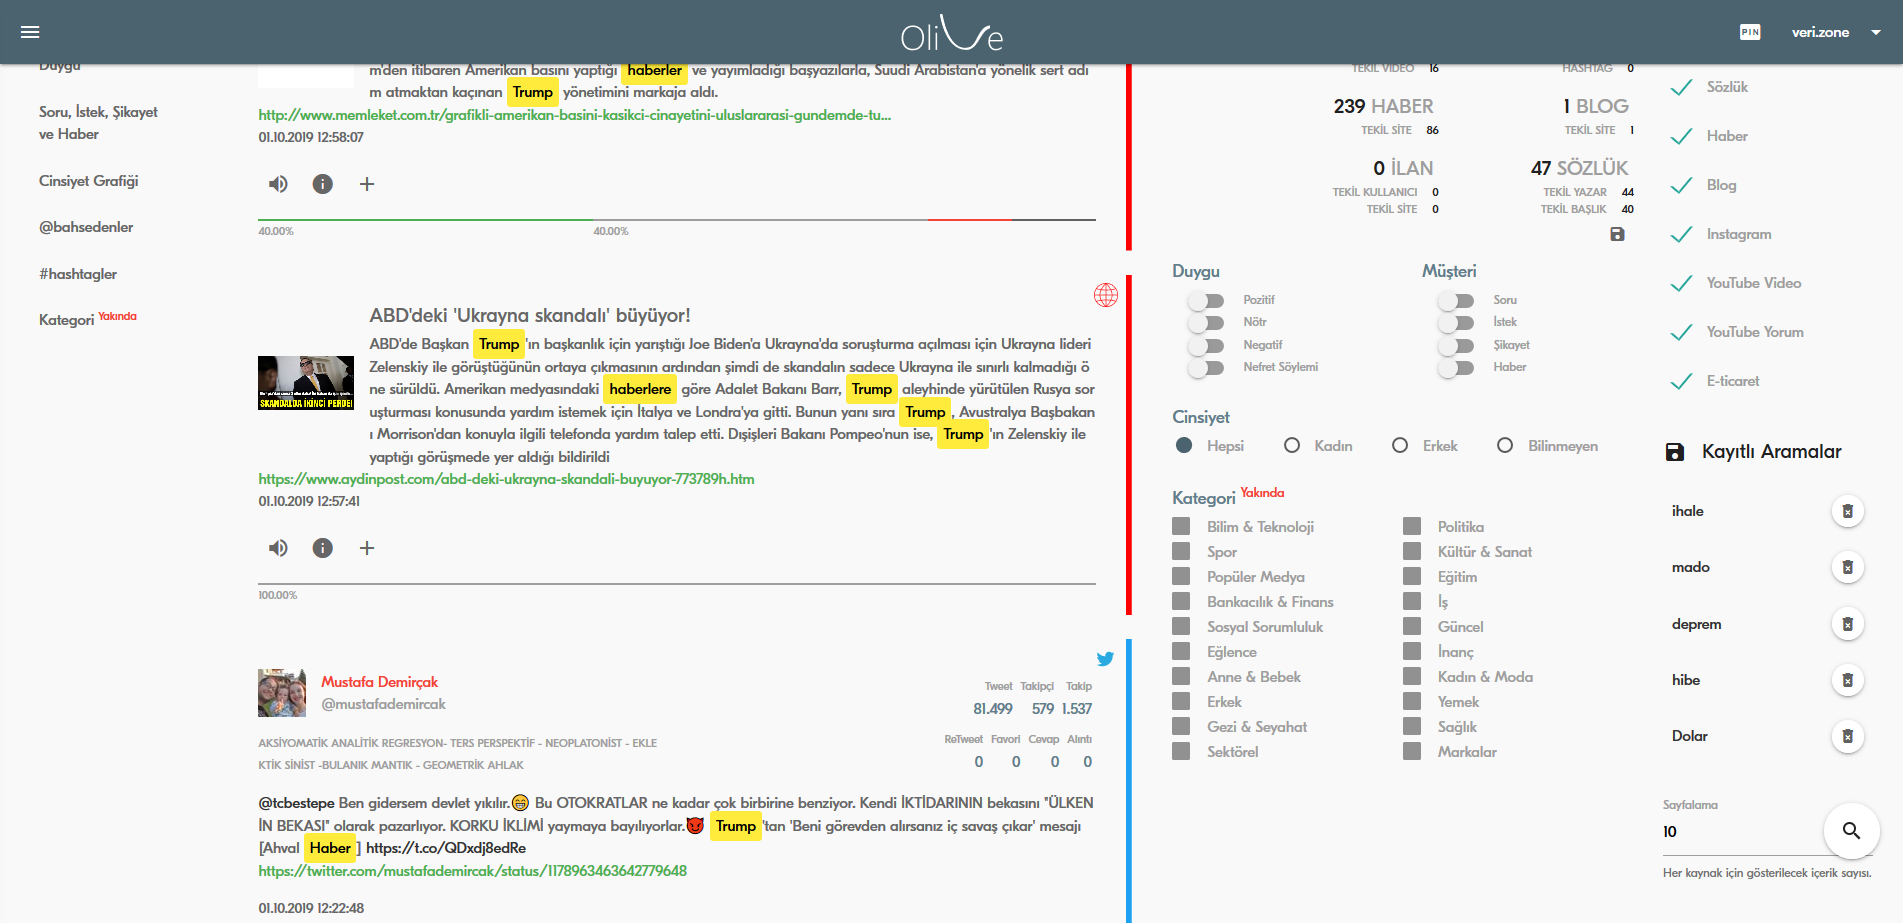 Olive
PIN
veri.zone
Duygu
Soru, İstek, Şikayet
ve Haber
Cinsiyet Grafiği
@bahsedenler
#hashtagler
Kategori Yakında
m'den itibaren Amerikan basını yaptığı haberler ve yayımladığı başyazılarla, Suudi Arabistan'a yönelik sert adı
m atmaktan kaçınan Trump yönetimini markaja aldı.
http://www.memleket.com.tr/grafikli-amerikan-basini-kasikci-cinayetini-uluslararasi-gundemde-tu...
01.10.2019 12:58:07
40.00%
40.00%
ABD'deki 'Ukrayna skandalı' büyüyor!
ABD'de Başkan Trump'ın başkanlık için yarıştığı Joe Biden'a Ukrayna'da soruşturma açılması için Ukrayna lideri
Zelenskiy ile görüştüğünün ortaya çıkmasının ardından şimdi de skandalın sadece Ukrayna ile sınırlı kalmadığı ö
ne sürüldü. Amerikan medyasındaki haberlere göre Adalet Bakanı Barr, Trump aleyhinde yürütülen Rusya sor
uşturması konusunda yardım istemek için İtalya ve Londra'ya gitti. Bunun yanı sıra Trump, Avustralya Başbakan
ı Morrison'dan konuyla ilgili telefonda yardım talep etti. Dışişleri Bakanı Pompeo'nun ise, Trump'ın Zelenskiy ile
yaptığı görüşmede yer aldığı bildirildi
SKANDALDA İKİNCİ PERDE!
https://www.aydinpost.com/abd-deki-ukrayna-skandali-buyuyor-773789h.htm
01.10.2019 12:57:41
100.00%
Mustafa Demirçak
@mustafademircak
Tweet Takipçi Takip
81.499 579 1.537
AKSİYOMATİK ANALİTİK REGRESYON- TERS PERSPEKTİF - NEOPLATONİST - EKLE
KTİK SİNİST -BULANIK MANTIK - GEOMETRİK AHLAK
ReTweet Favori Cevap Alıntı
0 0 0 0
@tcbestepe Ben gidersem devlet yıkılır.😁 Bu OTOKRATLAR ne kadar çok birbirine benziyor. Kendi İKTİDARININ bekasını "ÜLKEN
İN BEKASI" olarak pazarlıyor. KORKU İKLİMİ yaymaya bayılıyorlar.😈 Trump'tan 'Beni görevden alırsanız iç savaş çıkar' mesajı
[Ahval Haber] https://t.co/QDxdj8edRe
https://twitter.com/mustafademircak/status/1178963463642779648
01.10.2019 12:22:48
TEKİL VİDEO 16
HASHTAG 0
239 HABER
TEKİL SİTE 86
1 BLOG
TEKİL SİTE 1
0 İLAN
TEKİL KULLANICI 0
TEKİL SİTE 0
47 SÖZLÜK
TEKİL YAZAR 44
TEKİL BAŞLIK 40
Duygu
Pozitif
Nötr
Negatif
Nefret Söylemi
Müşteri
Soru
İstek
Şikayet
Haber
Cinsiyet
Hepsi Kadın Erkek Bilinmeyen
Kategori Yakında
Bilim & Teknoloji
Spor
Popüler Medya
Bankacılık & Finans
Sosyal Sorumluluk
Eğlence
Anne & Bebek
Erkek
Gezi & Seyahat
Sektörel
Politika
Kültür & Sanat
Eğitim
İş
Güncel
İnanç
Kadın & Moda
Yemek
Sağlık
Markalar
Sözlük
Haber
Blog
Instagram
YouTube Video
YouTube Yorum
E-ticaret
Kayıtlı Aramalar
ihale
mado
deprem
hibe
Dolar
Sayfalama
10
Her kaynak için gösterilecek içerik sayısı.